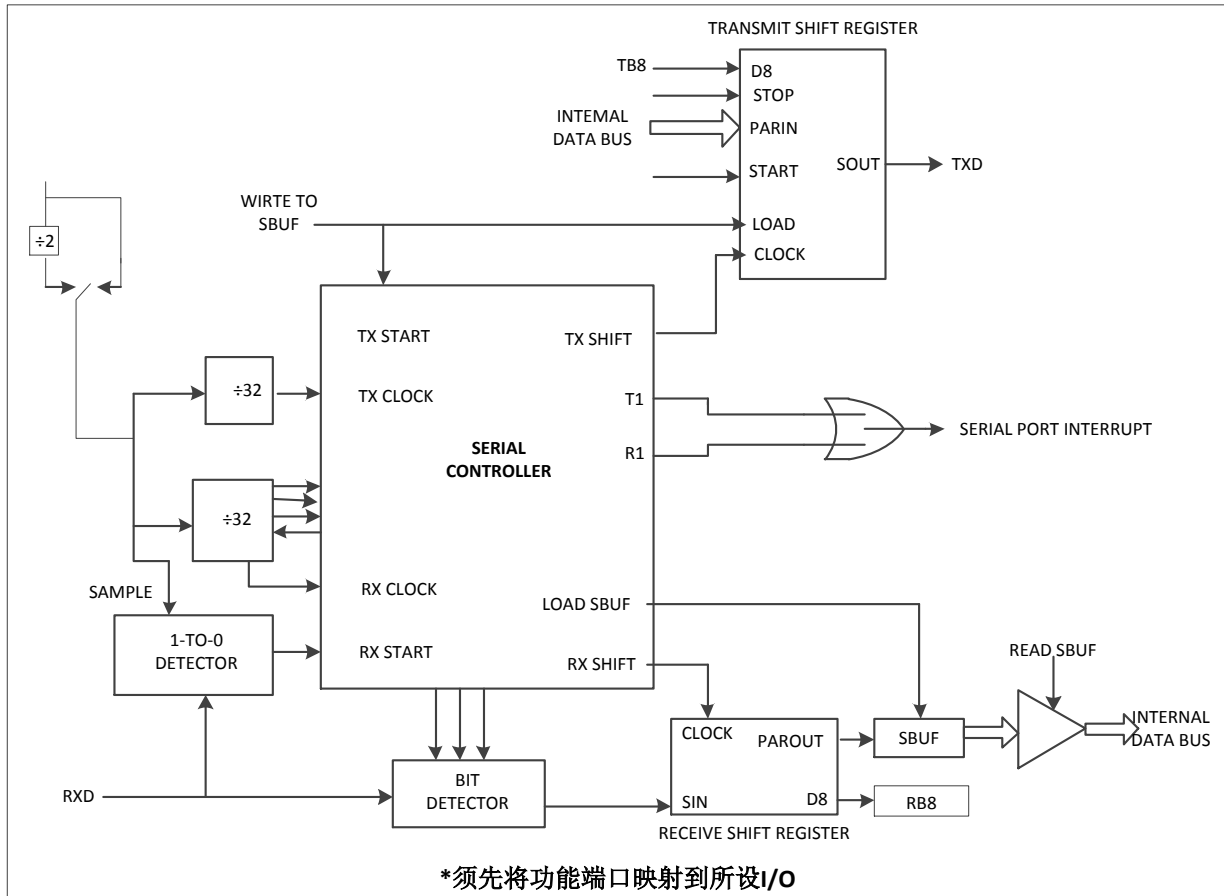 TRANSMIT SHIFT REGISTER
TB8
D8
STOP
INTEMAL
DATA BUS
PARIN
START
SOUT
TXD
WIRTE TO
SBUF
LOAD
CLOCK
÷2
TX START
TX SHIFT
÷32
TX CLOCK
T1
SERIAL PORT INTERRUPT
SERIAL
CONTROLLER
R1
÷32
RX CLOCK
SAMPLE
LOAD SBUF
1-TO-0
DETECTOR
RX START
RX SHIFT
READ SBUF
CLOCK
PAROUT
SBUF
INTERNAL
DATA BUS
RXD
BIT
DETECTOR
SIN
D8
RB8
RECEIVE SHIFT REGISTER
*须先将功能端口映射到所设I/O